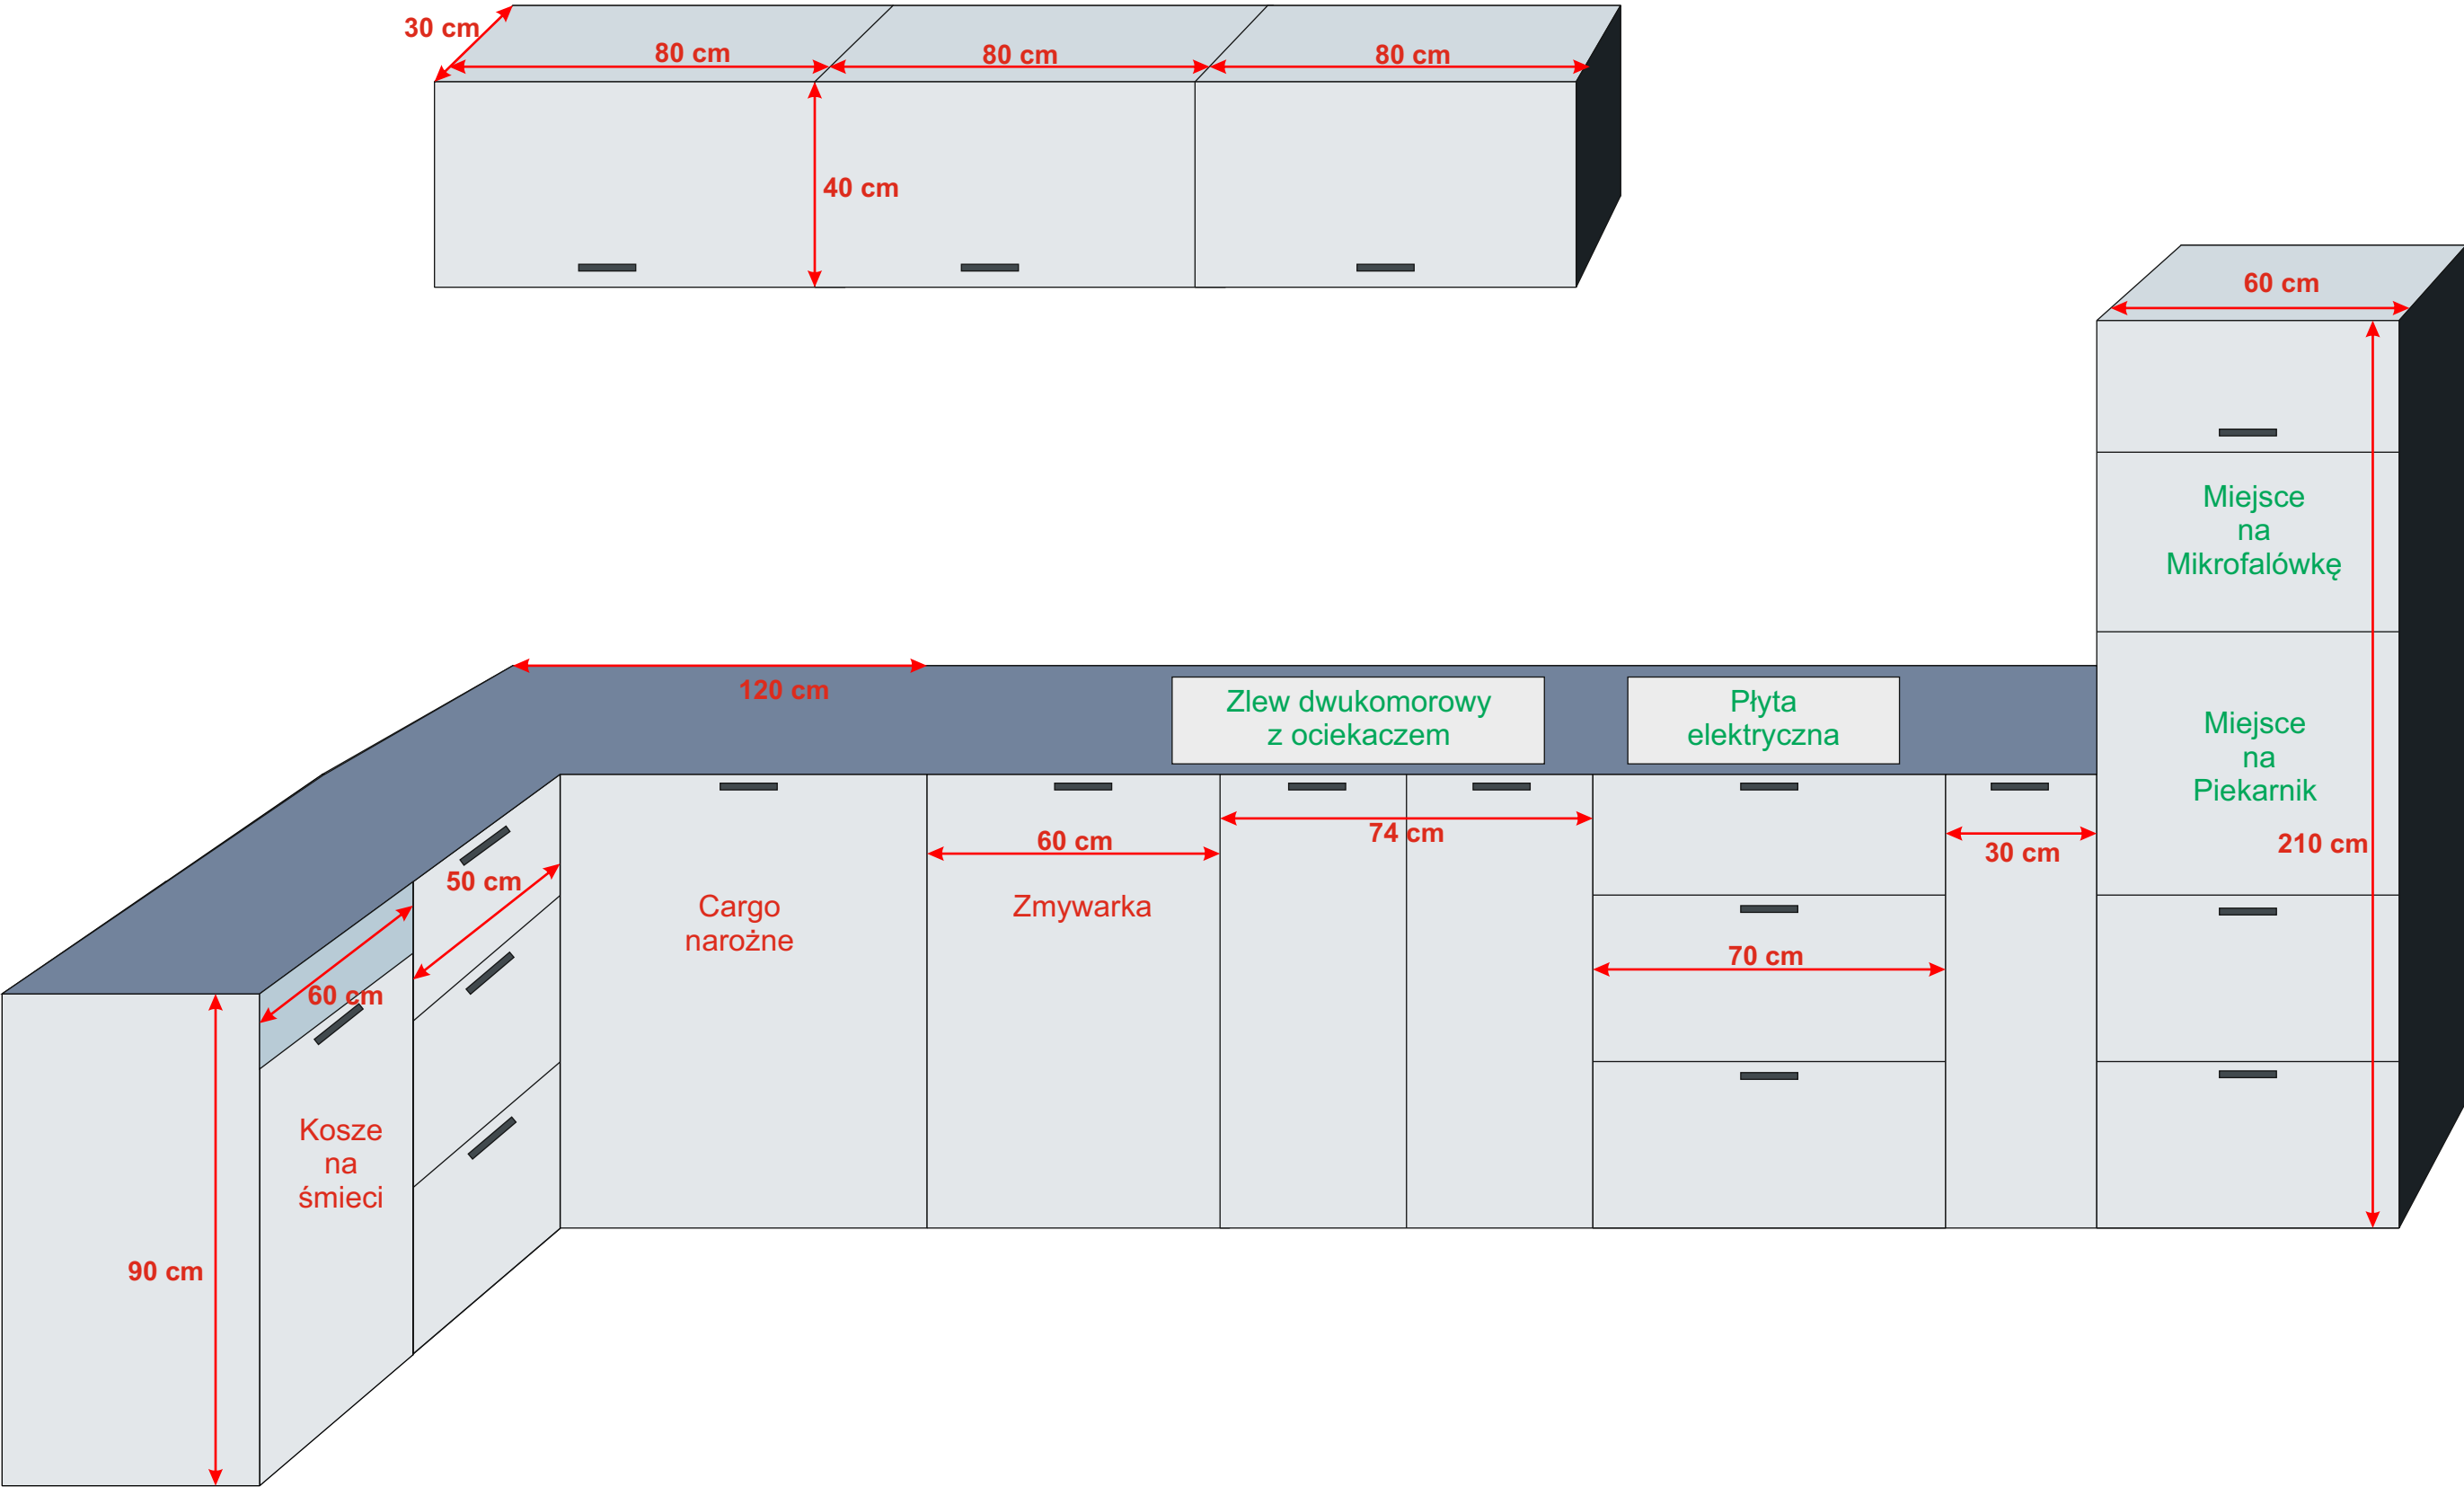 30 cm
80 cm
80 cm
80 cm
40 cm
60 cm
Miejsce
na
Mikrofalówkę
120 cm
Zlew dwukomorowy
z ociekaczem
Płyta
elektryczna
Miejsce
na
Piekarnik
210 cm
50 cm
60 cm
74 cm
30 cm
Cargo
narożne
Zmywarka
70 cm
60 cm
Kosze
na
śmieci
90 cm